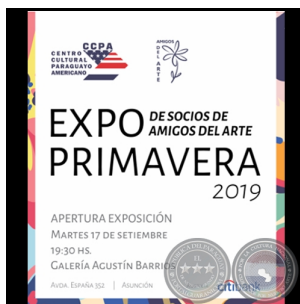 CCPA
CENTRO
CULTURAL
PARAGUAYO
AMERICANO
AMIGOS
DEL ARTE
EXPO DE SOCIOS DE
AMIGOS DEL ARTE
PRIMAVERA
2019
APERTURA EXPOSICIÓN
MARTES 17 DE SETIEMBRE
19:30 HS.
GALERÍA AGUSTÍN BARRIOS
AVDA. ESPAÑA 352 | ASUNCIÓN
citibank